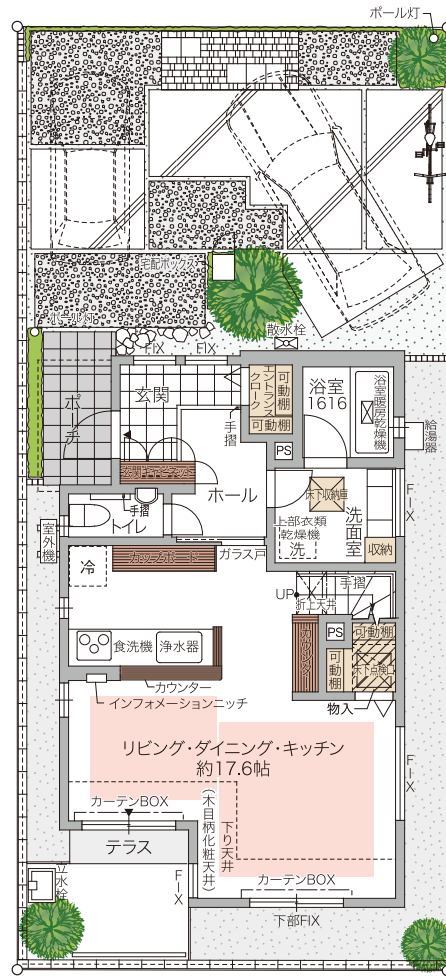 ポール灯
宅配ボックス
ポール灯
散水栓
FIX
FIX
玄関
エントランスクローク
可動棚
可動棚
手摺
浴室
1616
浴室暖房乾燥機
給湯器
ポーチ
PS
ホール
床下収納庫
上部衣類
乾燥機
洗
洗面室
収納
FIX
手摺
トイレ
室外機
冷
カップボード
ガラス戸
UP
折上天井
手摺
PS
可動棚
可動棚
床下点検口
物入
食洗機
浄水器
カウンター
インフォメーションニッチ
リビング・ダイニング・キッチン
約17.6帖
FIX
カーテンBOX
テラス
(木目柄化粧天井)
下り天井
立水栓
FIX
カーテンBOX
下部FIX